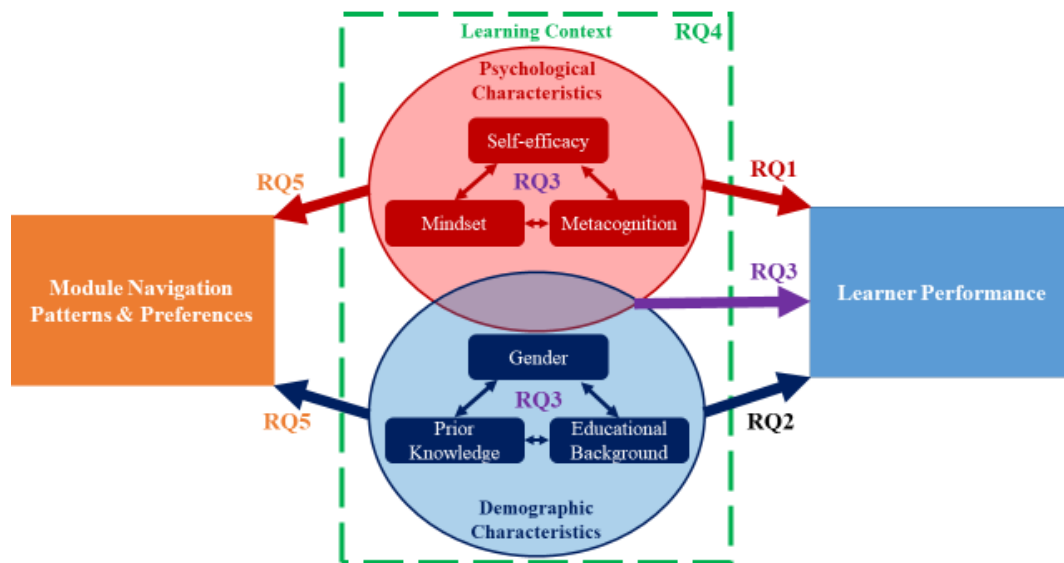 Learning Context
RQ4
Psychological
Characteristics
Self-efficacy
RQ3
Mindset
Metacognition
RQ5
RQ1
Module Navigation
Patterns & Preferences
RQ3
Learner Performance
Gender
RQ3
Prior
Knowledge
Educational
Background
RQ5
RQ2
Demographic
Characteristics